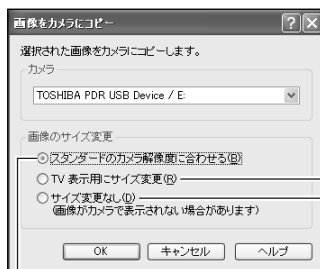 画像をカメラにコピー
選択された画像をカメラにコピーします。
カメラ
TOSHIBA PDR USB Device / E:
画像のサイズ変更
スタンダードのカメラ解像度に合わせる(B)
TV 表示用にサイズ変更(R)
サイズ変更なし(D)
(画像がカメラで表示されない場合があります)
OK キャンセル ヘルプ